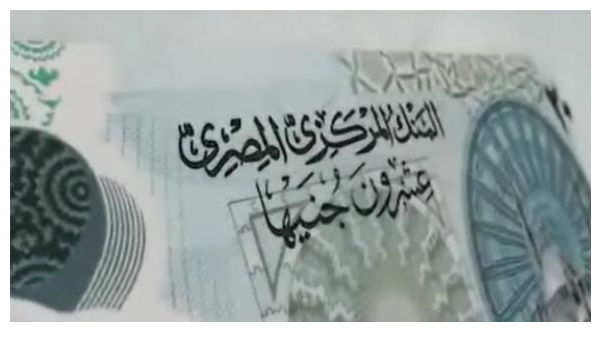 البنك المركزى المصرى
عشرون جنيها